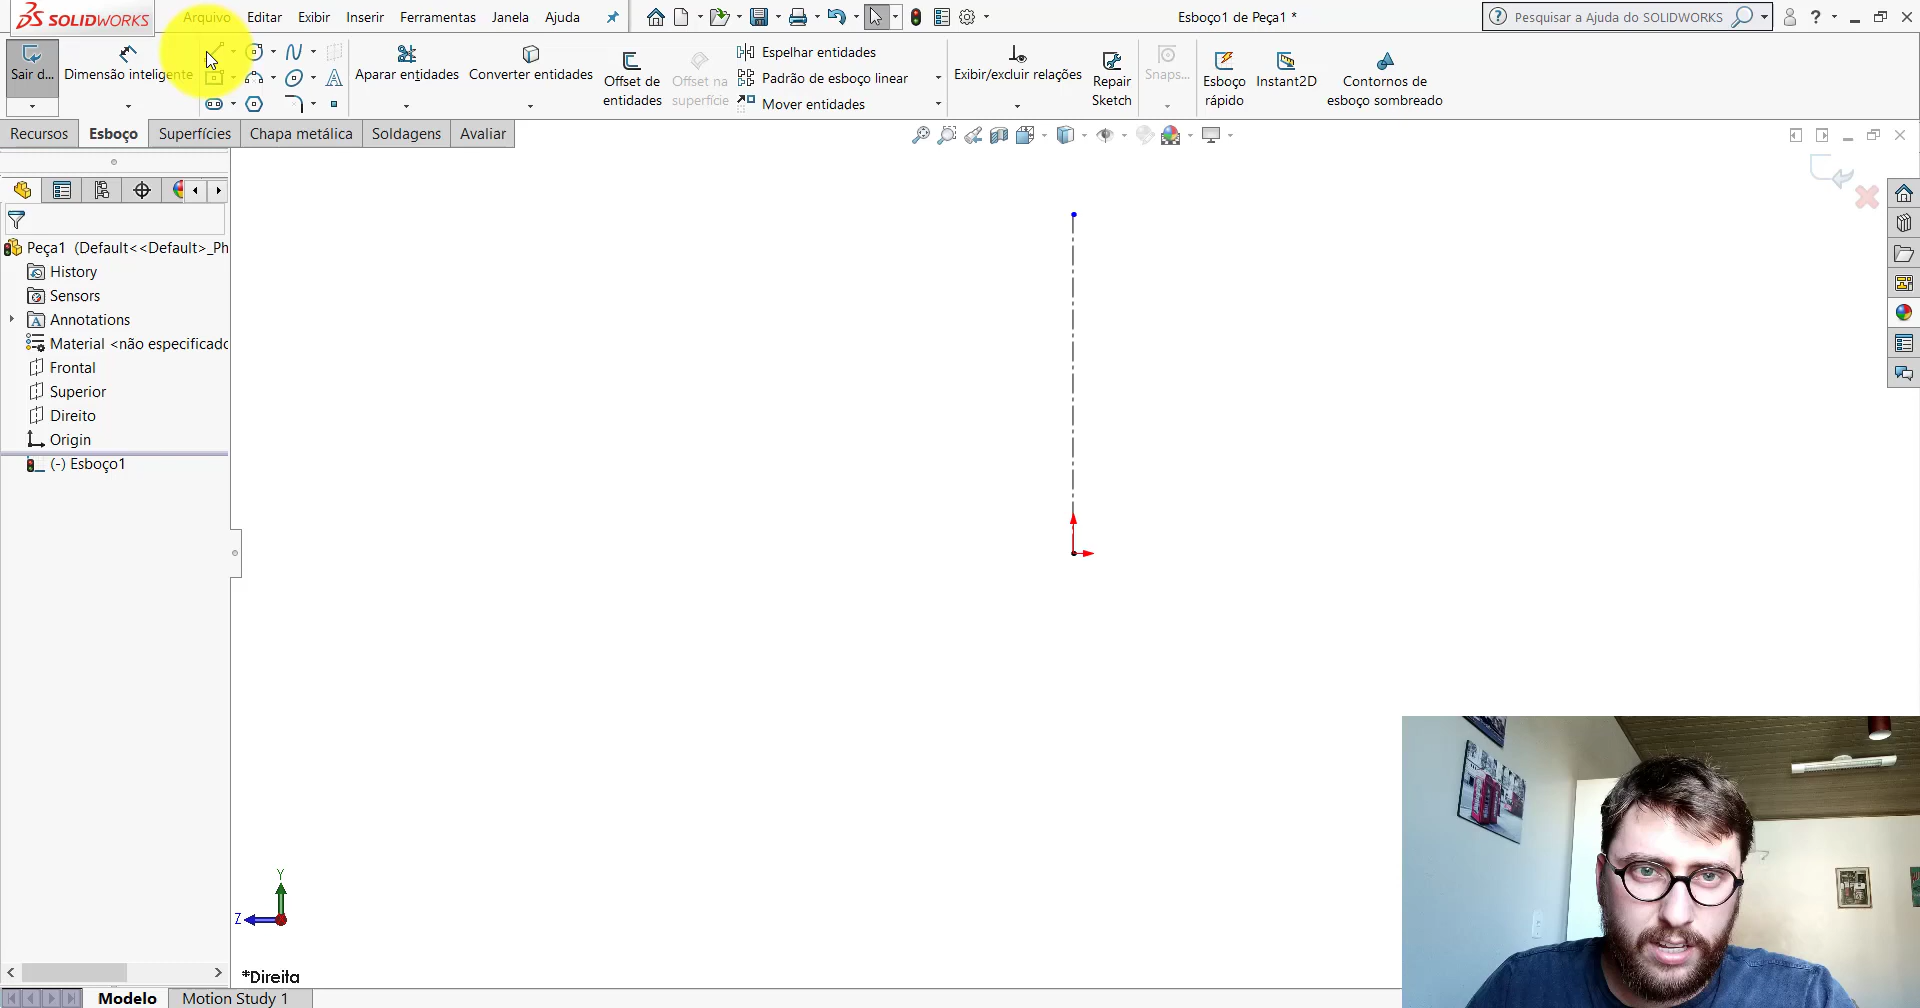 SOLIDWORKS
Arquivo Editar Exibir Inserir Ferramentas Janela Ajuda
Esboço1 de Peça1 *
Pesquisar a Ajuda do SOLIDWORKS
Sair d...
Dimensão inteligente
Aparar entidades
Converter entidades
Offset de entidades
Offset na superfície
Espelhar entidades
Padrão de esboço linear
Mover entidades
Exibir/excluir relações
Repair Sketch
Snaps...
Esboço rápido
Instant2D
Contornos de esboço sombreado
Recursos Esboço Superfícies Chapa metálica Soldagens Avaliar
Peça1 (Default<<Default>_Ph
History
Sensors
Annotations
Material <não especificado
Frontal
Superior
Direito
Origin
(-) Esboço1
Y
Z
*Direita
Modelo Motion Study 1